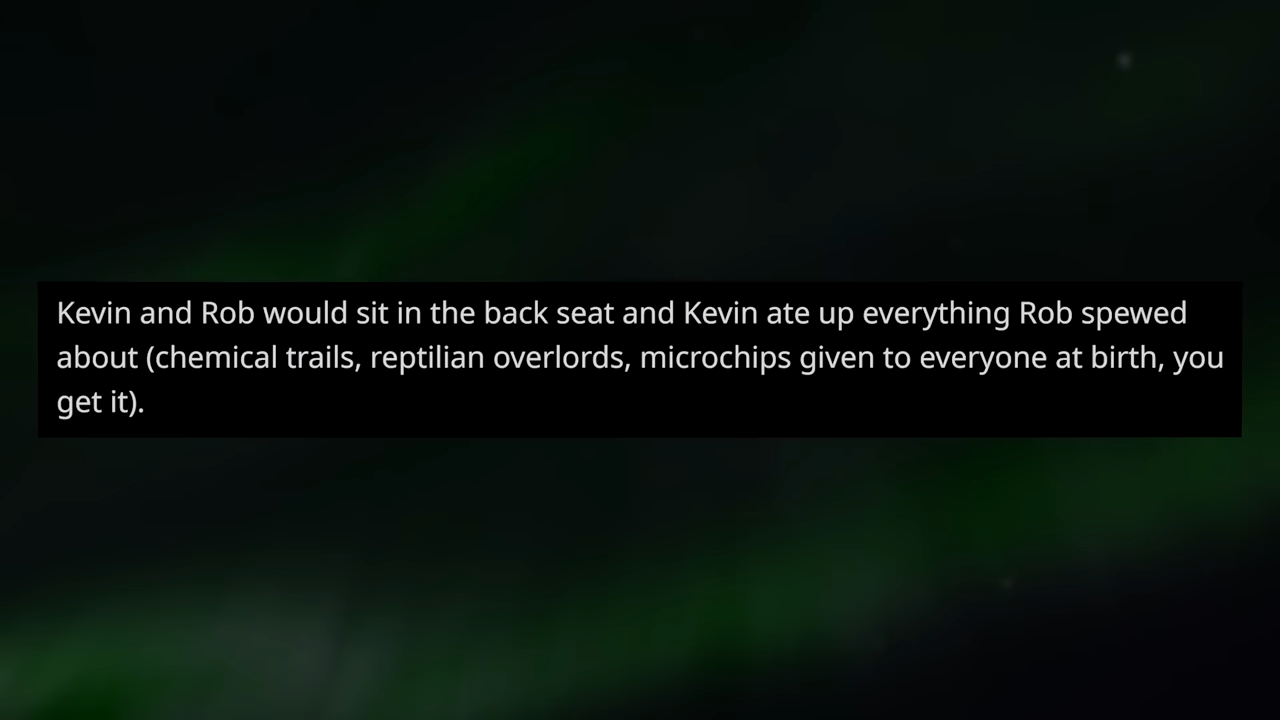 Kevin and Rob would sit in the back seat and Kevin ate up everything Rob spewed
about (chemical trails, reptilian overlords, microchips given to everyone at birth, you
get it).